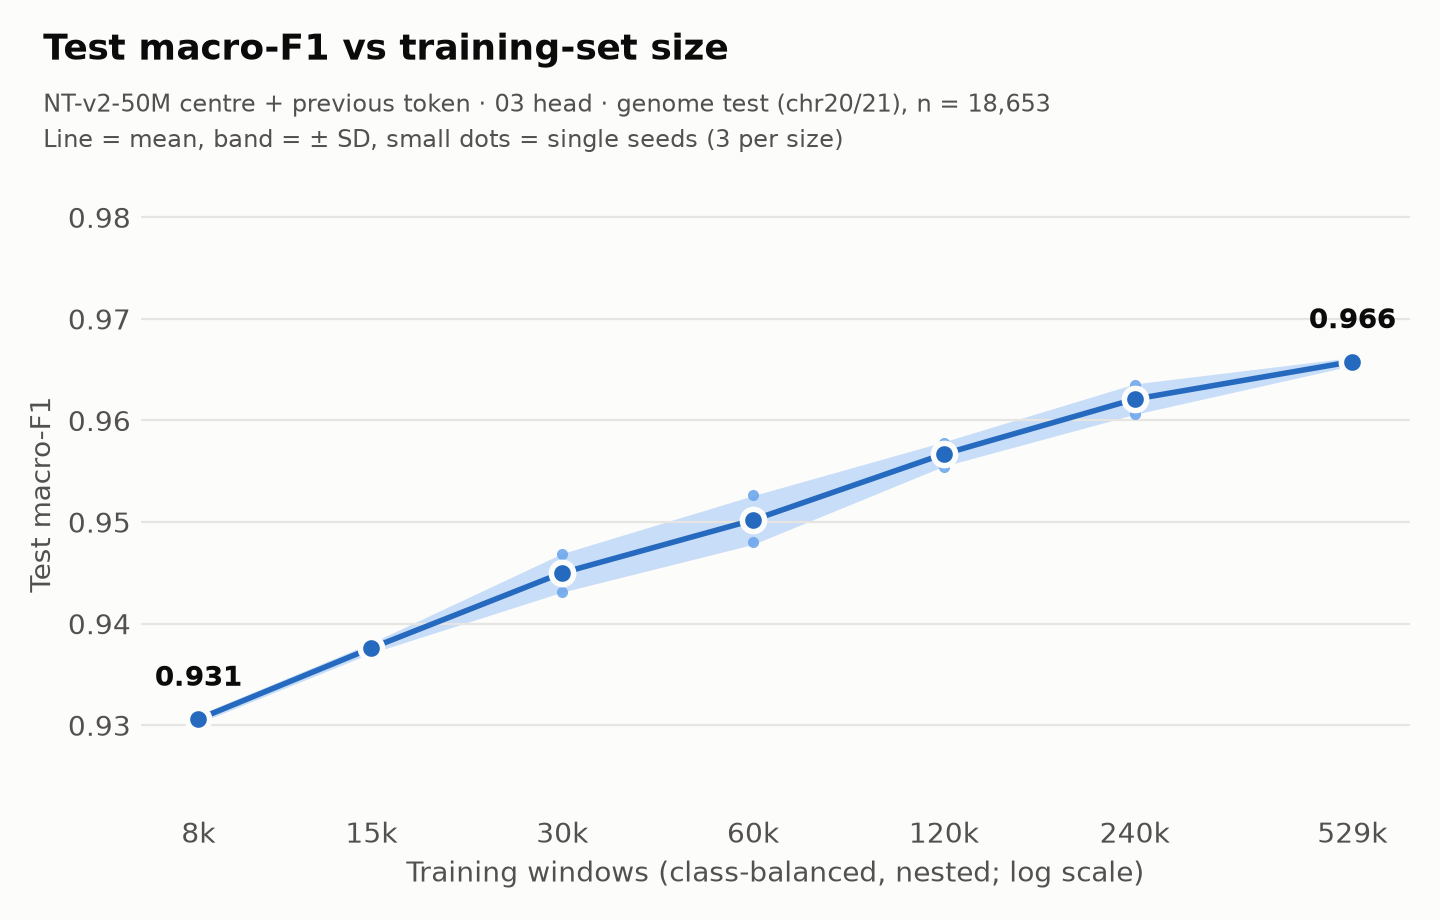 Test macro-F1 vs training-set size
NT-v2-50M centre + previous token · 03 head · genome test (chr20/21), n = 18,653
Line = mean, band = ± SD, small dots = single seeds (3 per size)
0.98
0.97
0.96
0.95
0.94
0.93
Test macro-F1
0.931
0.966
8k 15k 30k 60k 120k 240k 529k
Training windows (class-balanced, nested; log scale)